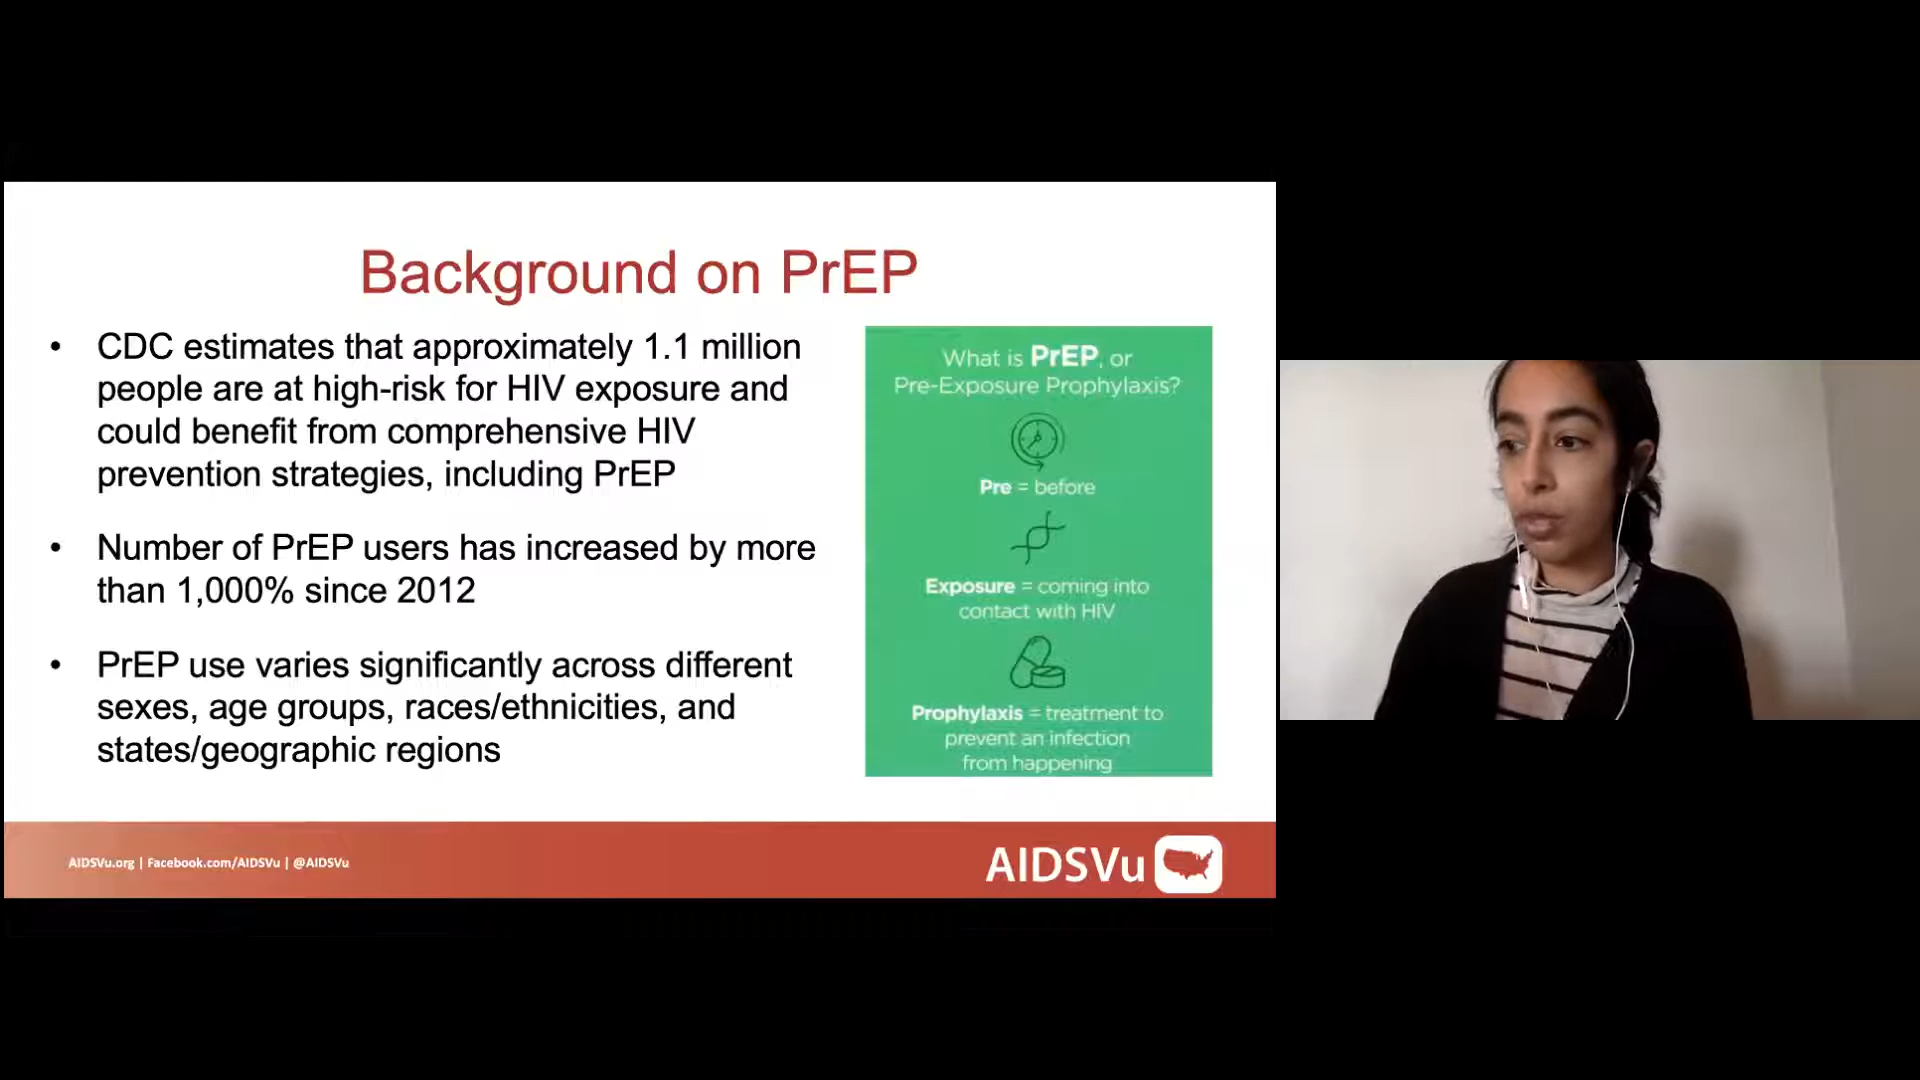 Background on PrEP
• CDC estimates that approximately 1.1 million
people are at high-risk for HIV exposure and
could benefit from comprehensive HIV
prevention strategies, including PrEP
• Number of PrEP users has increased by more
than 1,000% since 2012
• PrEP use varies significantly across different
sexes, age groups, races/ethnicities, and
states/geographic regions
What is PrEP, or
Pre-Exposure Prophylaxis?
Pre = before
Exposure = coming into
contact with HIV
Prophylaxis = treatment to
prevent an infection
from happening
AIDSVu.org | Facebook.com/AIDSVu | @AIDSVu
AIDSVu